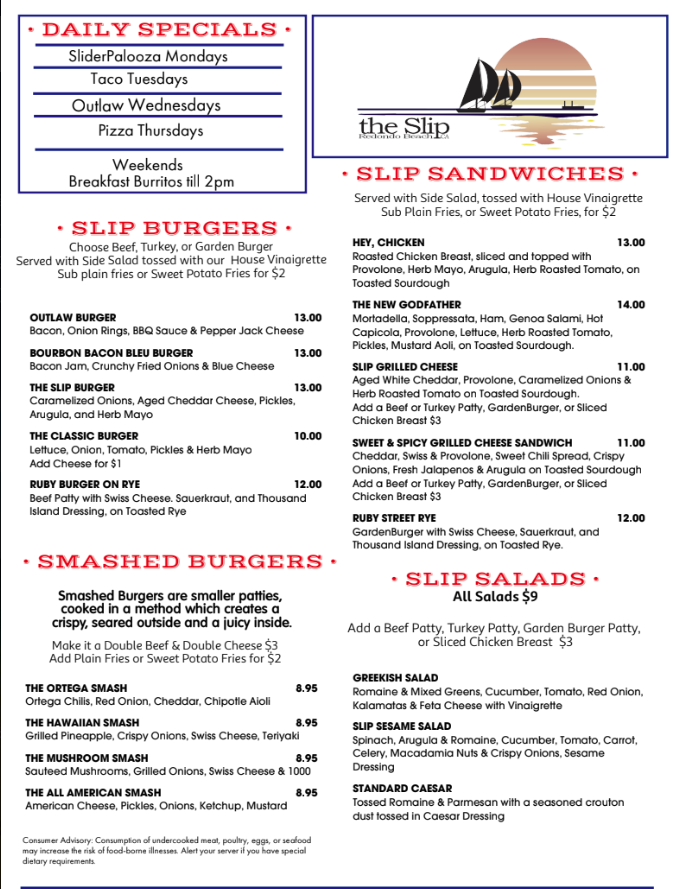 • DAILY SPECIALS •
SliderPalooza Mondays
Taco Tuesdays
Outlaw Wednesdays
Pizza Thursdays
Weekends
Breakfast Burritos till 2pm
the Slip
Redondo Beach, CA
• SLIP BURGERS •
Choose Beef, Turkey, or Garden Burger
Served with Side Salad tossed with our House Vinaigrette
Sub plain fries or Sweet Potato Fries for $2
OUTLAW BURGER 13.00
Bacon, Onion Rings, BBQ Sauce & Pepper Jack Cheese
BOURBON BACON BLEU BURGER 13.00
Bacon Jam, Crunchy Fried Onions & Blue Cheese
THE SLIP BURGER 13.00
Caramelized Onions, Aged Cheddar Cheese, Pickles,
Arugula, and Herb Mayo
THE CLASSIC BURGER 10.00
Lettuce, Onion, Tomato, Pickles & Herb Mayo
Add Cheese for $1
RUBY BURGER ON RYE 12.00
Beef Patty with Swiss Cheese. Sauerkraut, and Thousand
Island Dressing, on Toasted Rye
• SMASHED BURGERS •
Smashed Burgers are smaller patties,
cooked in a method which creates a
crispy, seared outside and a juicy inside.
Make it a Double Beef & Double Cheese $3
Add Plain Fries or Sweet Potato Fries for $2
THE ORTEGA SMASH 8.95
Ortega Chilis, Red Onion, Cheddar, Chipotle Aioli
THE HAWAIIAN SMASH 8.95
Grilled Pineapple, Crispy Onions, Swiss Cheese, Teriyaki
THE MUSHROOM SMASH 8.95
Sauteed Mushrooms, Grilled Onions, Swiss Cheese & 1000
THE ALL AMERICAN SMASH 8.95
American Cheese, Pickles, Onions, Ketchup, Mustard
Consumer Advisory: Consumption of undercooked meat, poultry, eggs, or seafood
may increase the risk of food-borne illnesses. Alert your server if you have special
dietary requirements.
• SLIP SANDWICHES •
Served with Side Salad, tossed with House Vinaigrette
Sub Plain Fries, or Sweet Potato Fries, for $2
HEY, CHICKEN 13.00
Roasted Chicken Breast, sliced and topped with
Provolone, Herb Mayo, Arugula, Herb Roasted Tomato, on
Toasted Sourdough
THE NEW GODFATHER 14.00
Mortadella, Soppressata, Ham, Genoa Salami, Hot
Capicola, Provolone, Lettuce, Herb Roasted Tomato,
Pickles, Mustard Aoli, on Toasted Sourdough.
SLIP GRILLED CHEESE 11.00
Aged White Cheddar, Provolone, Caramelized Onions &
Herb Roasted Tomato on Toasted Sourdough.
Add a Beef or Turkey Patty, GardenBurger, or Sliced
Chicken Breast $3
SWEET & SPICY GRILLED CHEESE SANDWICH 11.00
Cheddar, Swiss & Provolone, Sweet Chili Spread, Crispy
Onions, Fresh Jalapenos & Arugula on Toasted Sourdough
Add a Beef or Turkey Patty, GardenBurger, or Sliced
Chicken Breast $3
RUBY STREET RYE 12.00
GardenBurger with Swiss Cheese, Sauerkraut, and
Thousand Island Dressing, on Toasted Rye.
• SLIP SALADS •
All Salads $9
Add a Beef Patty, Turkey Patty, Garden Burger Patty,
or Sliced Chicken Breast $3
GREEKISH SALAD
Romaine & Mixed Greens, Cucumber, Tomato, Red Onion,
Kalamatas & Feta Cheese with Vinaigrette
SLIP SESAME SALAD
Spinach, Arugula & Romaine, Cucumber, Tomato, Carrot,
Celery, Macadamia Nuts & Crispy Onions, Sesame
Dressing
STANDARD CAESAR
Tossed Romaine & Parmesan with a seasoned crouton
dust tossed in Caesar Dressing